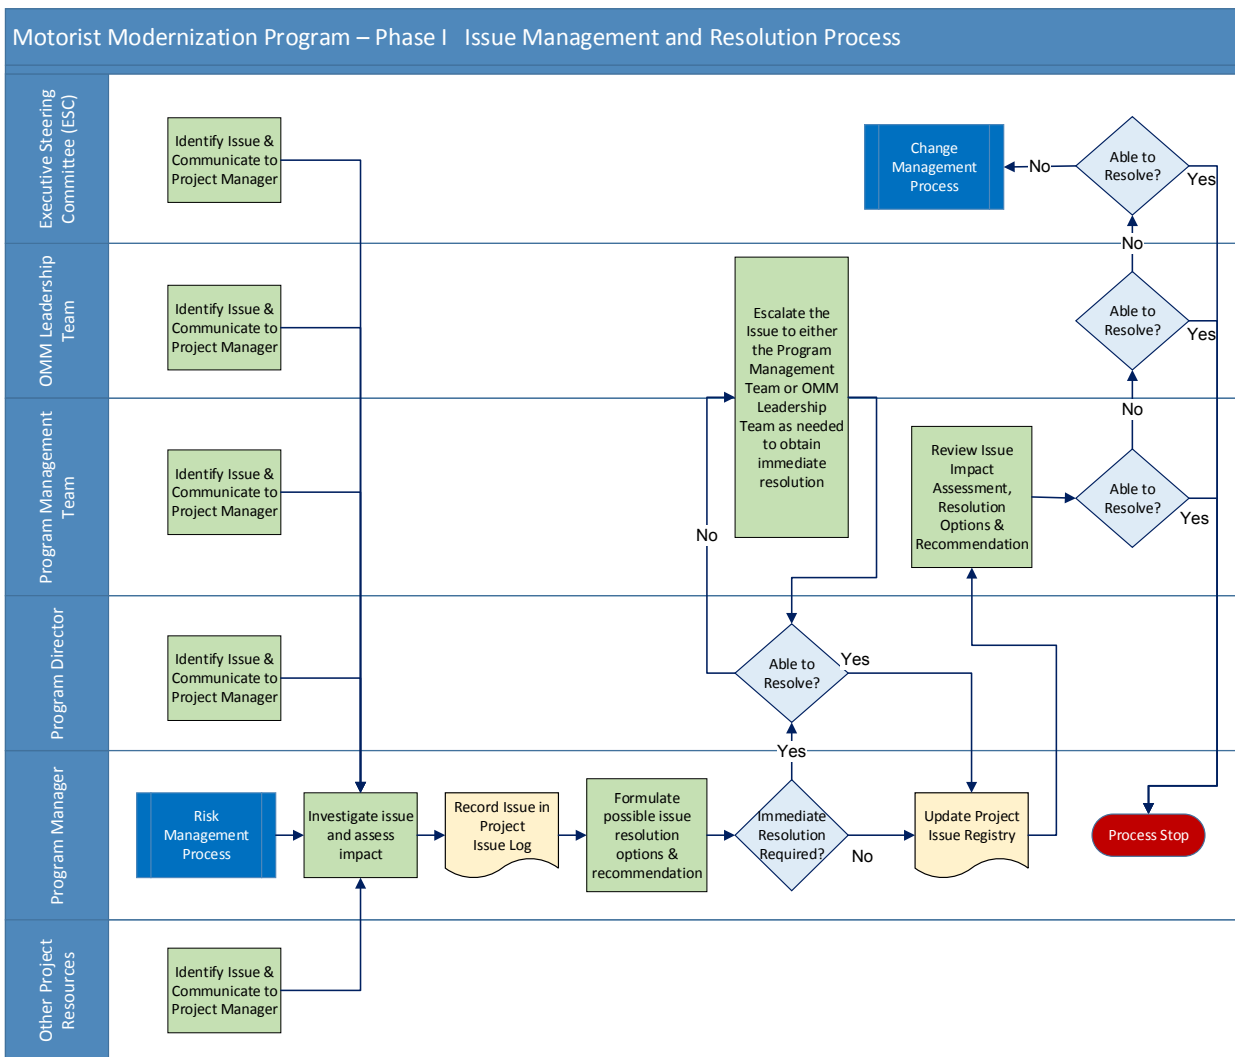 Motorist Modernization Program – Phase I   Issue Management and Resolution Process
Executive Steering
Committee (ESC)
Identify Issue &
Communicate to
Project Manager
Change
Management
Process
No
Able to
Resolve?
Yes
No
OMM Leadership
Team
Identify Issue &
Communicate to
Project Manager
Escalate the
Issue to either
the Program
Management
Team or OMM
Leadership
Team as needed
to obtain
immediate
resolution
Able to
Resolve?
Yes
No
Program Management
Team
Identify Issue &
Communicate to
Project Manager
No
Review Issue
Impact
Assessment,
Resolution
Options &
Recommendation
Able to
Resolve?
Yes
Program Director
Identify Issue &
Communicate to
Project Manager
Able to
Resolve?
Yes
Yes
Program Manager
Risk
Management
Process
Investigate issue
and assess
impact
Record Issue in
Project
Issue Log
Formulate
possible issue
resolution
options &
recommendation
Immediate
Resolution
Required?
No
Update Project
Issue Registry
Process Stop
Other Project
Resources
Identify Issue &
Communicate to
Project Manager